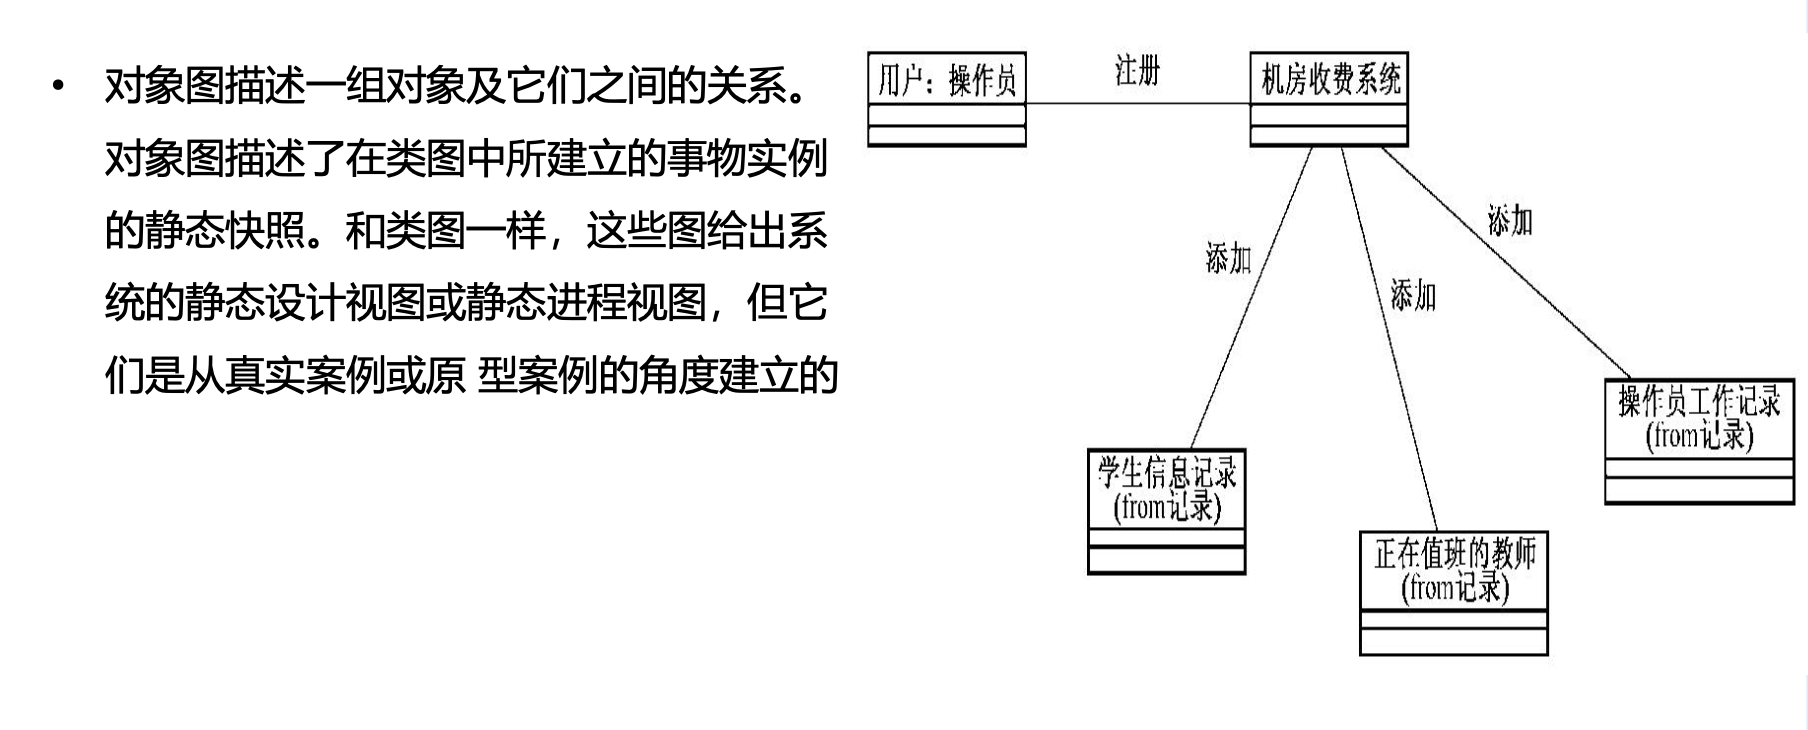 • 对象图描述一组对象及它们之间的关系。
对象图描述了在类图中所建立的事物实例
的静态快照。和类图一样，这些图给出系
统的静态设计视图或静态进程视图，但它
们是从真实案例或原 型案例的角度建立的
用户：操作员
注册
机房收费系统
添加
添加
添加
操作员工作记录
(from记录)
学生信息记录
(from记录)
正在值班的教师
(from记录)